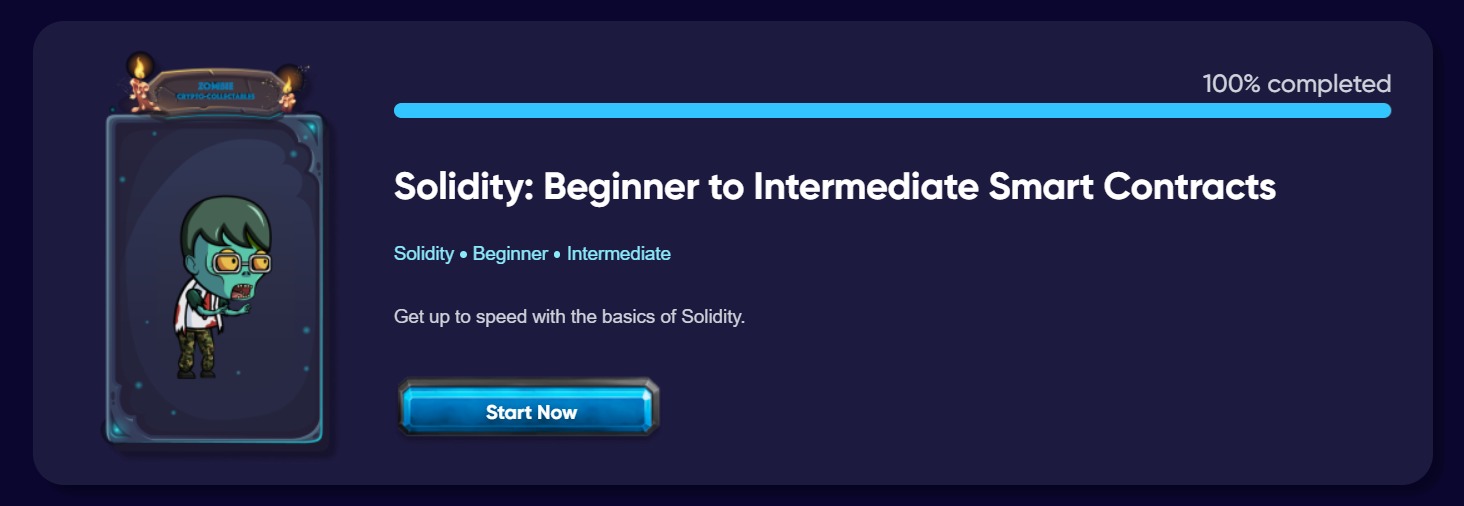 ZOMBIE
CRYPTO-COLLECTABLES
100% completed
Solidity: Beginner to Intermediate Smart Contracts
Solidity • Beginner • Intermediate
Get up to speed with the basics of Solidity.
Start Now